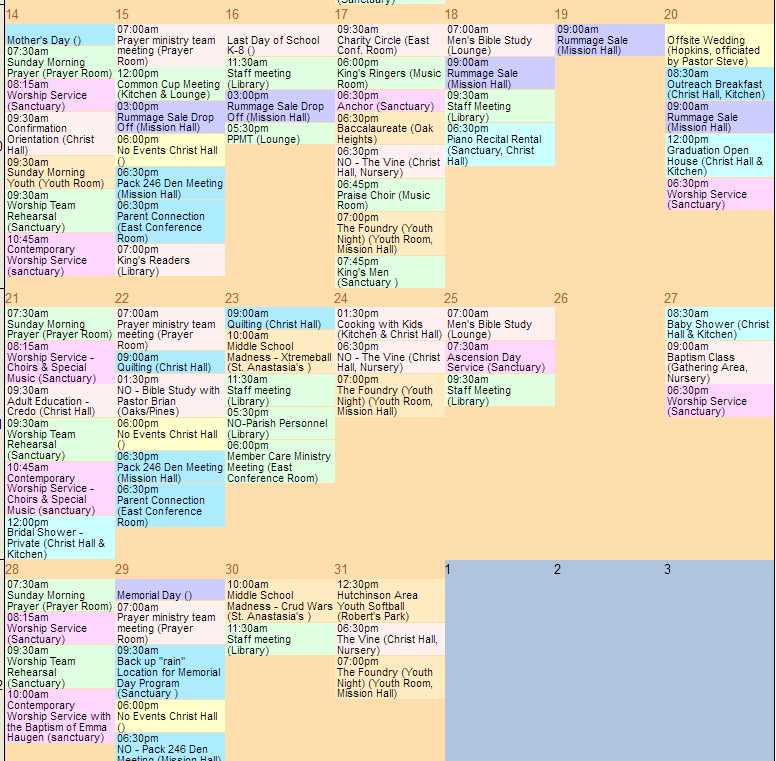 (Sanctuary)
14
Mother's Day ()
07:30am
Sunday Morning
Prayer (Prayer Room)
08:15am
Worship Service
(Sanctuary)
09:30am
Confirmation
Orientation (Christ
Hall)
09:30am
Sunday Morning
Youth (Youth Room)
09:30am
Worship Team
Rehearsal
(Sanctuary)
10:45am
Contemporary
Worship Service
(sanctuary)
15
07:00am
Prayer ministry team
meeting (Prayer
Room)
12:00pm
Common Cup Meeting
(Kitchen & Lounge)
03:00pm
Rummage Sale Drop
Off (Mission Hall)
06:00pm
No Events Christ Hall
()
06:30pm
Pack 246 Den Meeting
(Mission Hall)
06:30pm
Parent Connection
(East Conference
Room)
07:00pm
King's Readers
(Library)
16
Last Day of School
K-8 ()
11:30am
Staff meeting
(Library)
03:00pm
Rummage Sale Drop
Off (Mission Hall)
05:30pm
PPMT (Lounge)
17
09:30am
Charity Circle (East
Conf. Room)
06:00pm
King's Ringers (Music
Room)
06:30pm
Anchor (Sanctuary)
06:30pm
Baccalaureate (Oak
Heights)
06:30pm
NO - The Vine (Christ
Hall, Nursery)
06:45pm
Praise Choir (Music
Room)
07:00pm
The Foundry (Youth
Night) (Youth Room,
Mission Hall)
07:45pm
King's Men
(Sanctuary )
18
07:00am
Men's Bible Study
(Lounge)
09:00am
Rummage Sale
(Mission Hall)
09:30am
Staff Meeting
(Library)
06:30pm
Piano Recital Rental
(Sanctuary, Christ
Hall)
19
09:00am
Rummage Sale
(Mission Hall)
20
Offsite Wedding
(Hopkins, officiated
by Pastor Steve)
08:30am
Outreach Breakfast
(Christ Hall, Kitchen)
09:00am
Rummage Sale
(Mission Hall)
12:00pm
Graduation Open
House (Christ Hall &
Kitchen)
06:30pm
Worship Service
(Sanctuary)
21
07:30am
Sunday Morning
Prayer (Prayer Room)
08:15am
Worship Service -
Choirs & Special
Music (Sanctuary)
09:30am
Adult Education -
Credo (Christ Hall)
09:30am
Worship Team
Rehearsal
(Sanctuary)
10:45am
Contemporary
Worship Service -
Choirs & Special
Music (sanctuary)
12:00pm
Bridal Shower -
Private (Christ Hall &
Kitchen)
22
07:00am
Prayer ministry team
meeting (Prayer
Room)
09:00am
Quilting (Christ Hall)
01:30pm
NO - Bible Study with
Pastor Brian
(Oaks/Pines)
06:00pm
No Events Christ Hall
()
06:30pm
Pack 246 Den Meeting
(Mission Hall)
06:30pm
Parent Connection
(East Conference
Room)
23
09:00am
Quilting (Christ Hall)
10:00am
Middle School
Madness - Xtremeball
(St. Anastasia's )
11:30am
Staff meeting
(Library)
05:30pm
NO-Parish Personnel
(Library)
06:00pm
Member Care Ministry
Meeting (East
Conference Room)
24
01:30pm
Cooking with Kids
(Kitchen & Christ Hall)
06:30pm
NO - The Vine (Christ
Hall, Nursery)
07:00pm
The Foundry (Youth
Night) (Youth Room,
Mission Hall)
25
07:00am
Men's Bible Study
(Lounge)
07:30am
Ascension Day
Service (Sanctuary)
09:30am
Staff Meeting
(Library)
26
27
08:30am
Baby Shower (Christ
Hall & Kitchen)
09:00am
Baptism Class
(Gathering Area,
Nursery)
06:30pm
Worship Service
(Sanctuary)
28
07:30am
Sunday Morning
Prayer (Prayer Room)
08:15am
Worship Service
(Sanctuary)
09:30am
Worship Team
Rehearsal
(Sanctuary)
10:00am
Contemporary
Worship Service with
the Baptism of Emma
Haugen (sanctuary)
29
Memorial Day ()
07:00am
Prayer ministry team
meeting (Prayer
Room)
09:30am
Back up "rain"
Location for Memorial
Day Program
(Sanctuary )
06:00pm
No Events Christ Hall
()
06:30pm
NO - Pack 246 Den
Meeting (Mission Hall)
30
10:00am
Middle School
Madness - Crud Wars
(St. Anastasia's )
11:30am
Staff meeting
(Library)
31
12:30pm
Hutchinson Area
Youth Softball
(Robert's Park)
06:30pm
The Vine (Christ Hall,
Nursery)
07:00pm
The Foundry (Youth
Night) (Youth Room,
Mission Hall)
1
2
3